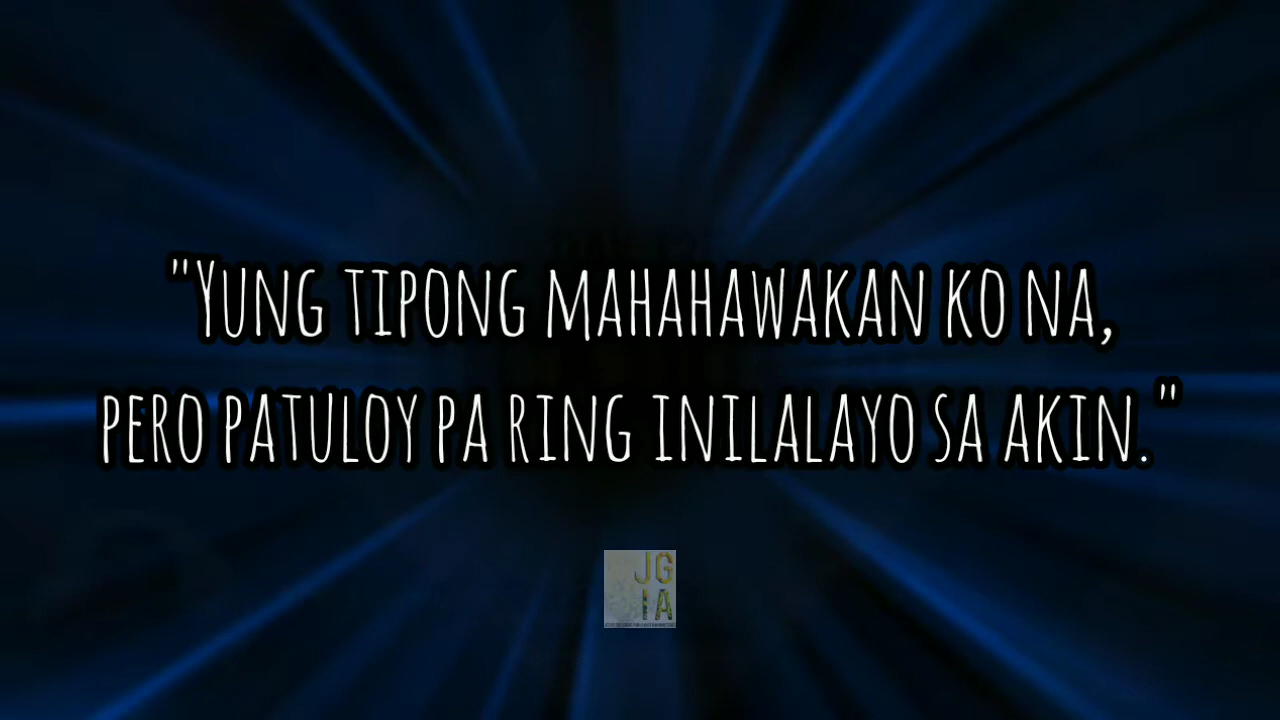 "YUNG TIPONG MAHAHAWAKAN KO NA,
PERO PATULOY PA RING INILALAYO SA AKIN."
JG
IA